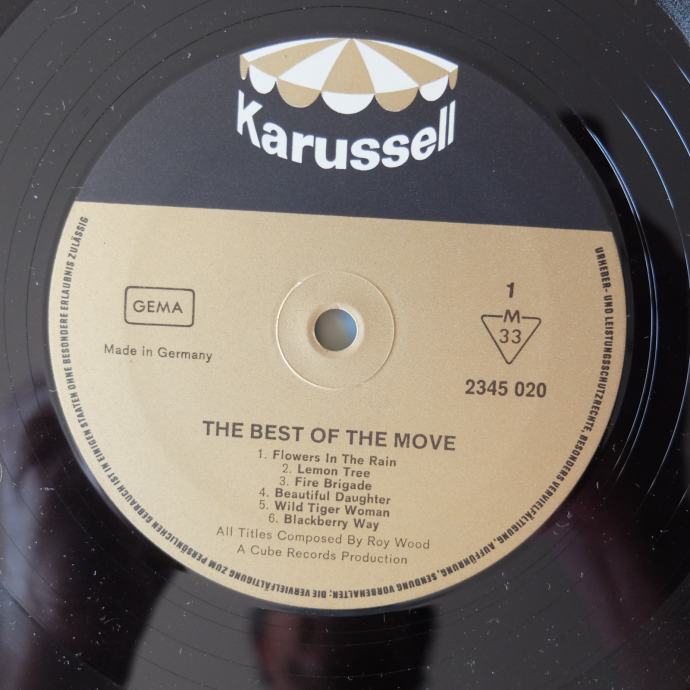 Karussell
GEMA
Made in Germany
1
M
33
2345 020
THE BEST OF THE MOVE
1. Flowers In The Rain
2. Lemon Tree
3. Fire Brigade
4. Beautiful Daughter
5. Wild Tiger Woman
6. Blackberry Way
All Titles Composed By Roy Wood
A Cube Records Production
URHEBER- UND LEISTUNGSSCHUTZRECHTE, BESONDERS VERVIELFÄLTIGUNG, AUFFÜHRUNG, SENDUNG VORBEHALTEN; DIE VERVIELFÄLTIGUNG ZUM PERSÖNLICHEN GEBRAUCH IST IN EINIGEN STAATEN OHNE BESONDERE ERLAUBNIS ZULÄSSIG